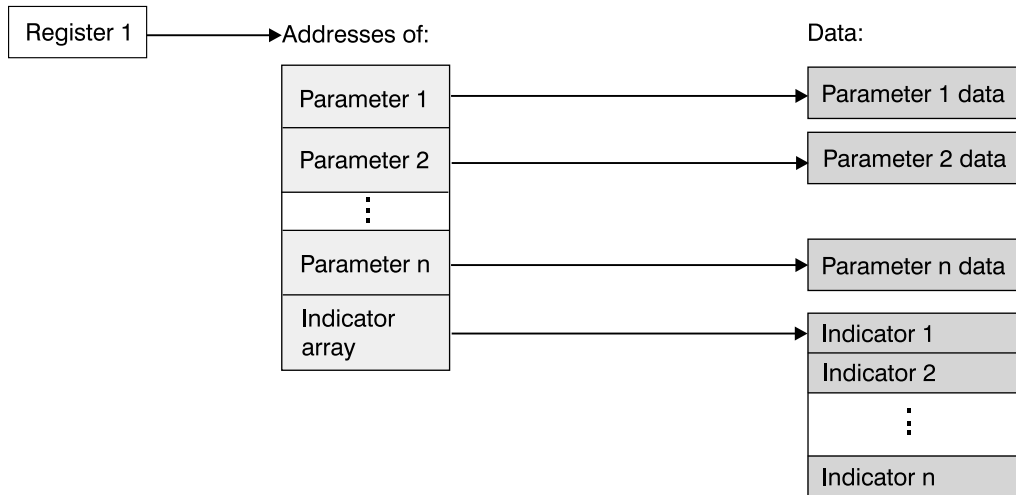 Register 1
Addresses of:
Data:
Parameter 1
Parameter 1 data
Parameter 2
Parameter 2 data
⋮
Parameter n
Parameter n data
Indicator
array
Indicator 1
Indicator 2
⋮
Indicator n